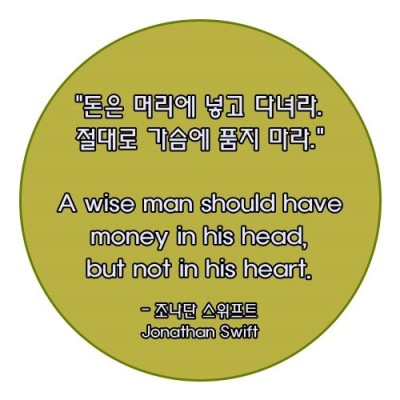 "돈은 머리에 넣고 다녀라.
절대로 가슴에 품지 마라."
A wise man should have
money in his head,
but not in his heart.
- 조나단 스위프트
Jonathan Swift